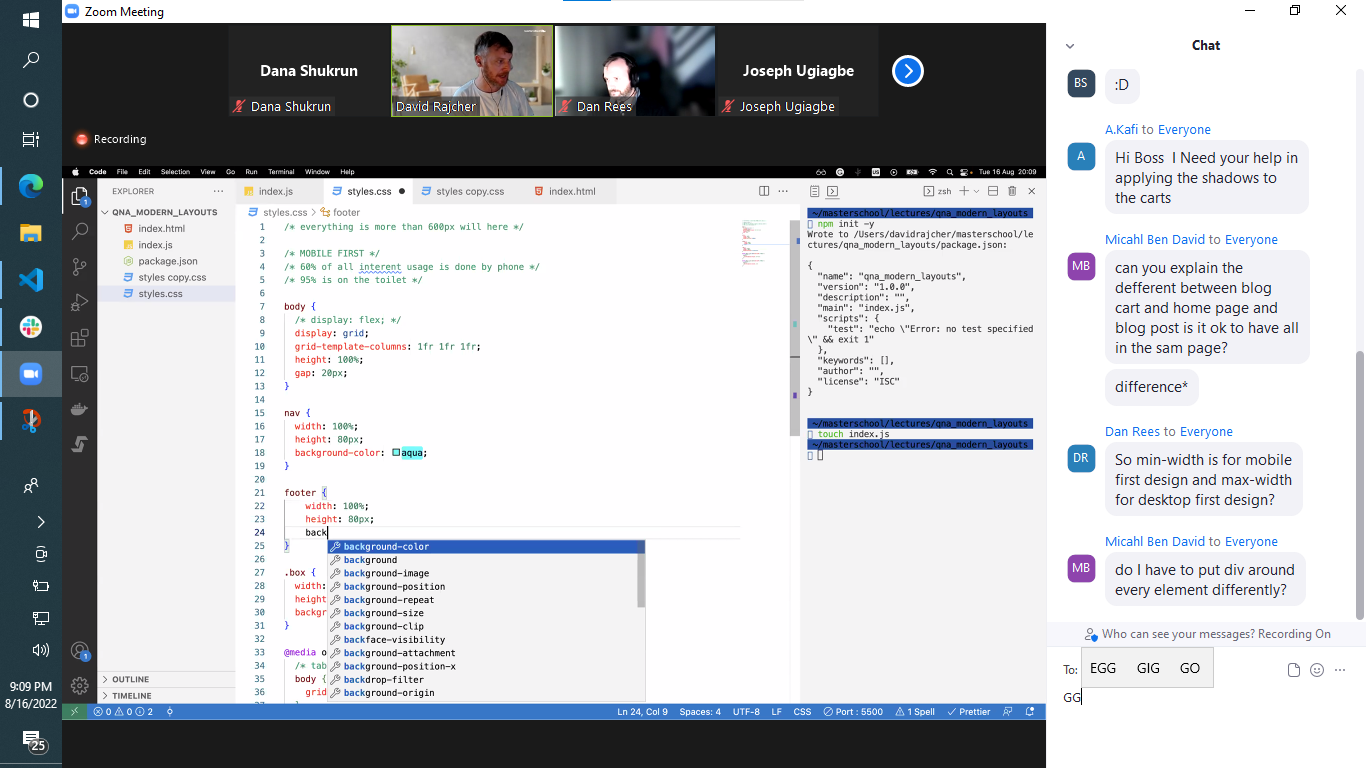 Zoom Meeting
Dana Shukrun
Dana Shukrun
David Rajcher
Dan Rees
Joseph Ugiagbe
Joseph Ugiagbe
Recording
Code File Edit Selection View Go Run Terminal Window Help
Tue 16 Aug 20:09
EXPLORER
QNA_MODERN_LAYOUTS
index.html
index.js
package.json
styles copy.css
styles.css
OUTLINE
TIMELINE
index.js
styles.css
styles copy.css
index.html
styles.css > footer
1 /* everything is more than 600px will here */
2
3 /* MOBILE FIRST */
4 /* 60% of all interent usage is done by phone */
5 /* 95% is on the toilet */
6
7 body {
8 /* display: flex; */
9 display: grid;
10 grid-template-columns: 1fr 1fr 1fr;
11 height: 100%;
12 gap: 20px;
13 }
14
15 nav {
16 width: 100%;
17 height: 80px;
18 background-color: aqua;
19 }
20
21 footer {
22 width: 100%;
23 height: 80px;
24 back
25 }
26
27 .box {
28 width:
29 height
30 backgr
31 }
32
33 @media o
34 /* tab
35 body {
36 grid
background-color
background
background-image
background-position
background-repeat
background-size
background-clip
backface-visibility
background-attachment
background-position-x
backdrop-filter
background-origin
zsh
~/masterschool/lectures/qna_modern_layouts
npm init -y
Wrote to /Users/davidrajcher/masterschool/le
ctures/qna_modern_layouts/package.json:
{
"name": "qna_modern_layouts",
"version": "1.0.0",
"description": "",
"main": "index.js",
"scripts": {
"test": "echo \"Error: no test specified
\" && exit 1"
},
"keywords": [],
"author": "",
"license": "ISC"
}
~/masterschool/lectures/qna_modern_layouts
touch index.js
~/masterschool/lectures/qna_modern_layouts
0 0 2
Ln 24, Col 9 Spaces: 4 UTF-8 LF CSS Port : 5500 1 Spell Prettier
Chat
BS
:D
A.Kafi to Everyone
A
Hi Boss I Need your help in
applying the shadows to
the carts
Micahl Ben David to Everyone
MB
can you explain the
defferent between blog
cart and home page and
blog post is it ok to have all
in the sam page?
difference*
Dan Rees to Everyone
DR
So min-width is for mobile
first design and max-width
for desktop first design?
Micahl Ben David to Everyone
MB
do I have to put div around
every element differently?
Who can see your messages? Recording On
To:
EGG GIG GO
GG
9:09 PM
8/16/2022
25